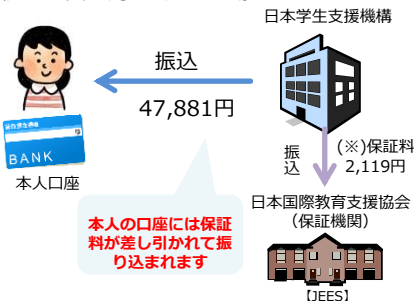 日本学生支援機構
振込
47,881円
BANK
本人口座
振込
(※)保証料
2,119円
本人の口座には保証
料が差し引かれて振
り込まれます
日本国際教育支援協会
（保証機関）
【JEES】